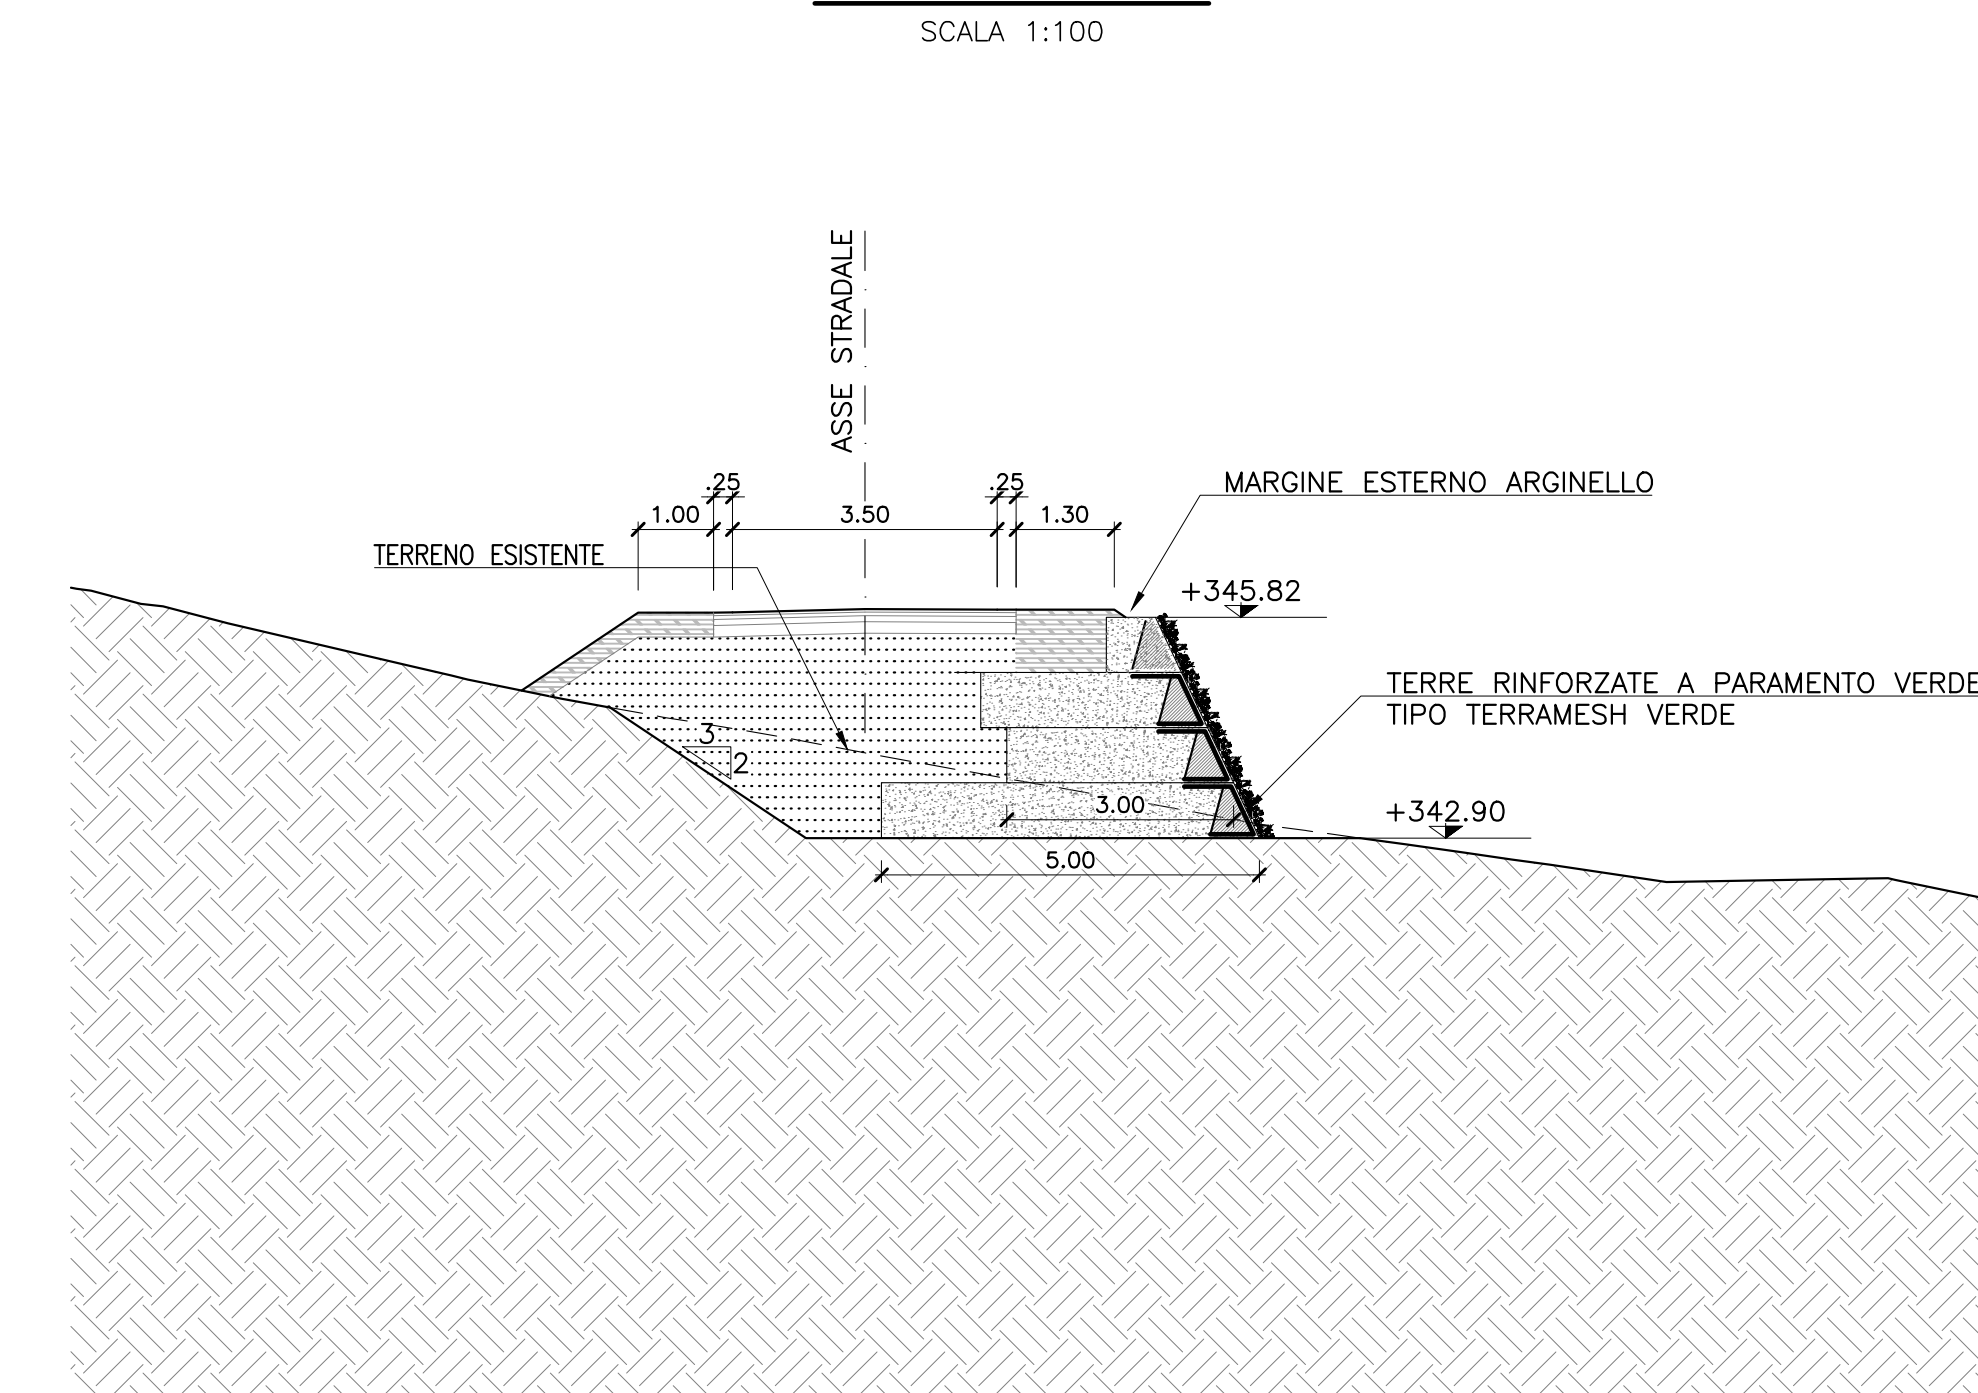 SCALA 1:100
ASSE STRADALE
.25
.25
MARGINE ESTERNO ARGINELLO
1.00
3.50
1.30
TERRENO ESISTENTE
+345.82
TERRE RINFORZATE A PARAMENTO VERDE
TIPO TERRAMESH VERDE
3
2
3.00
+342.90
5.00